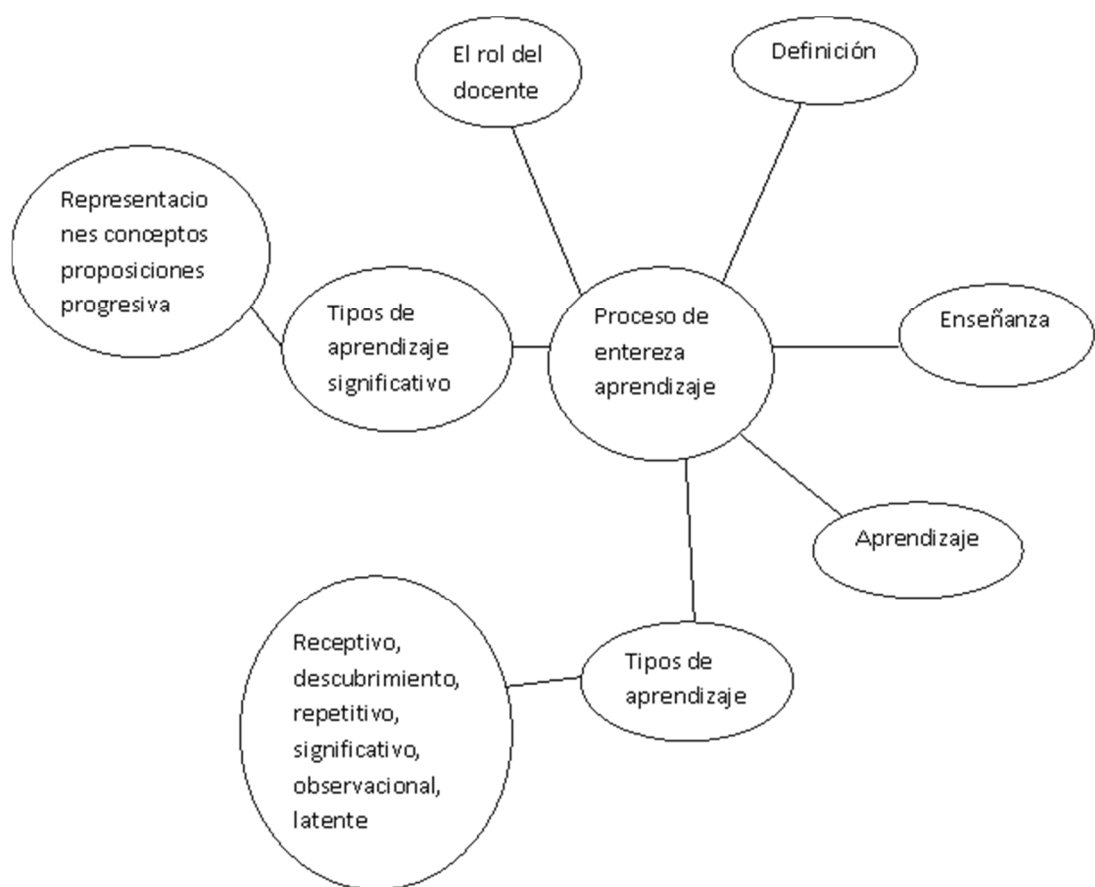 El rol del
docente
Definición
Representacio
nes conceptos
proposiciones
progresiva
Tipos de
aprendizaje
significativo
Proceso de
entereza
aprendizaje
Enseñanza
Aprendizaje
Receptivo,
descubrimiento,
repetitivo,
significativo,
observacional,
latente
Tipos de
aprendizaje